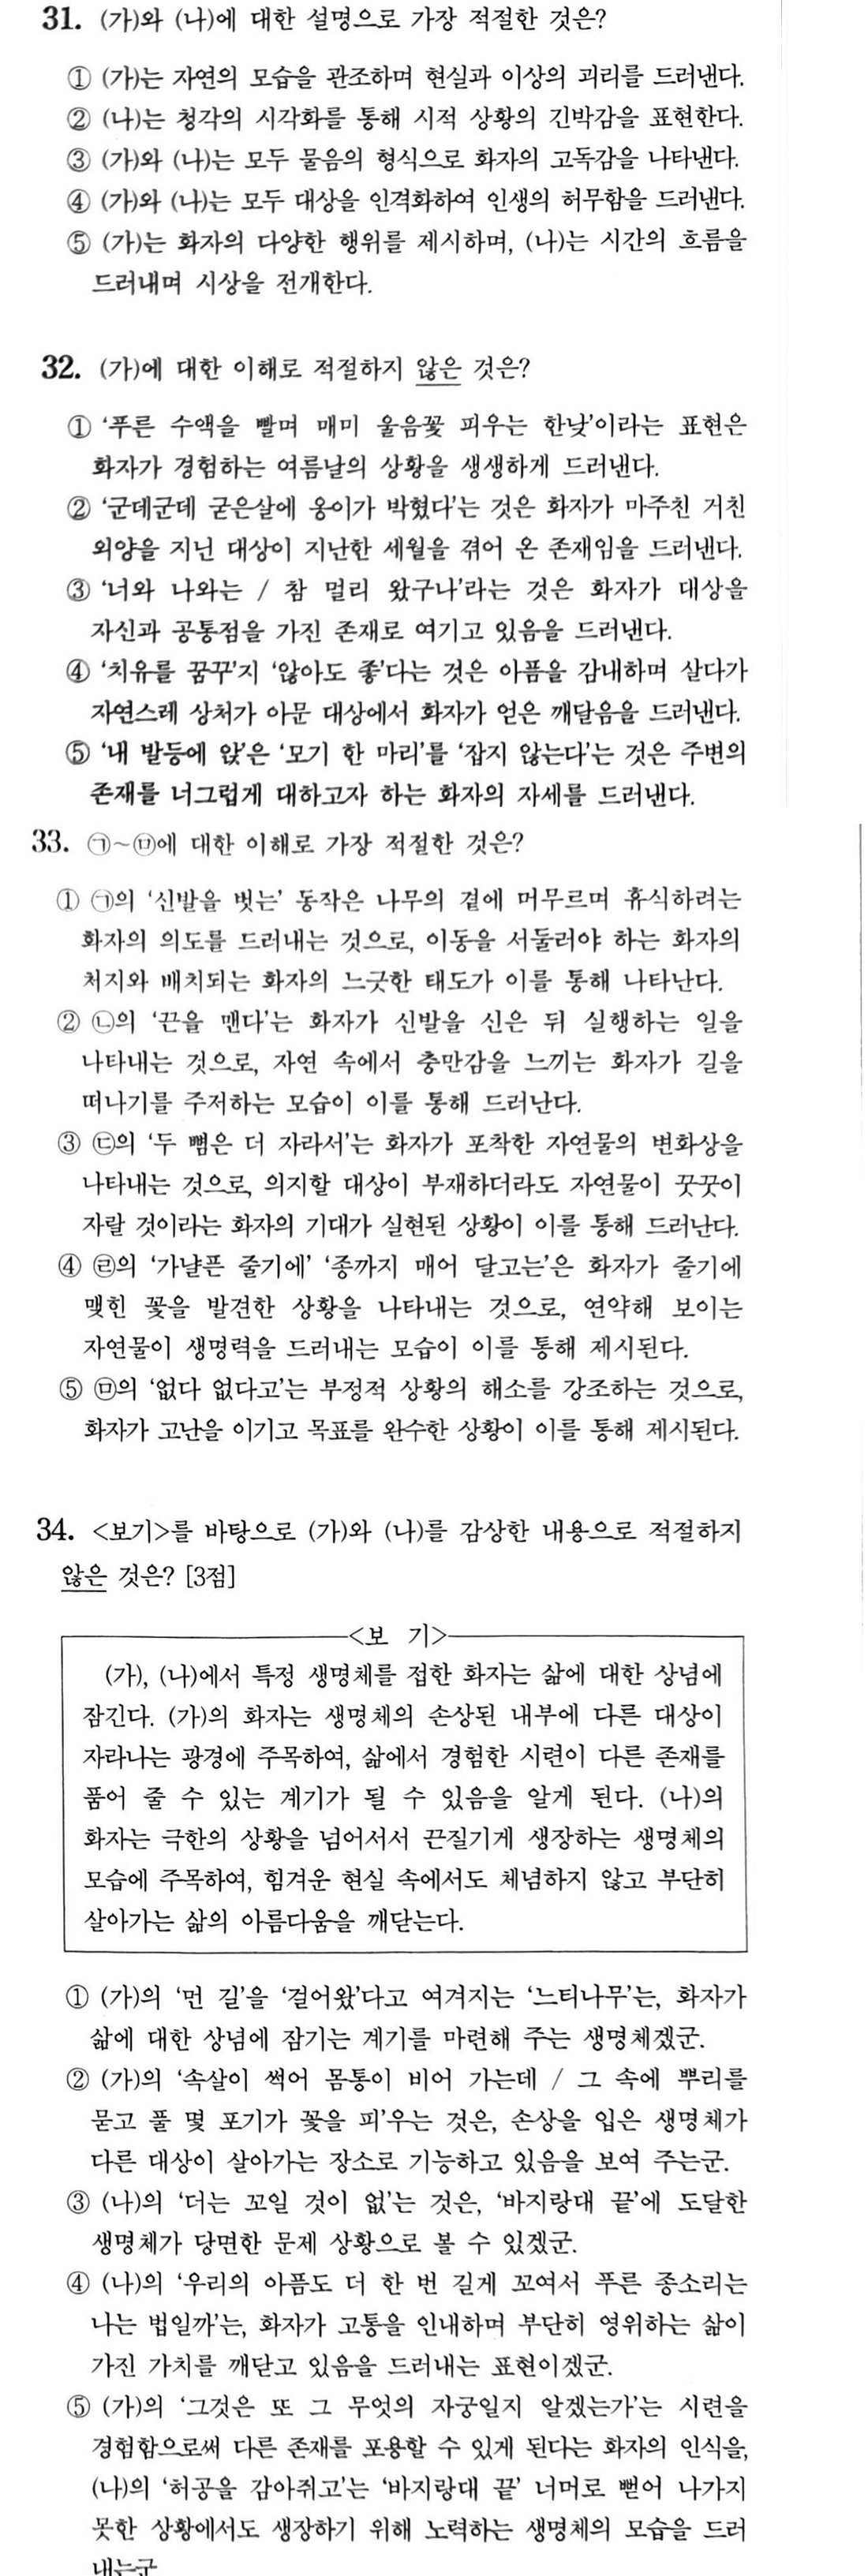 31. (가)와 (나)에 대한 설명으로 가장 적절한 것은?
① (가)는 자연의 모습을 관조하며 현실과 이상의 괴리를 드러낸다.
② (나)는 청각의 시각화를 통해 시적 상황의 긴박감을 표현한다.
③ (가)와 (나)는 모두 물음의 형식으로 화자의 고독감을 나타낸다.
④ (가)와 (나)는 모두 대상을 인격화하여 인생의 허무함을 드러낸다.
⑤ (가)는 화자의 다양한 행위를 제시하며, (나)는 시간의 흐름을
드러내며 시상을 전개한다.
32. (가)에 대한 이해로 적절하지 않은 것은?
① ‘푸른 수액을 빨며 매미 울음꽃 피우는 한낮’이라는 표현은
화자가 경험하는 여름날의 상황을 생생하게 드러낸다.
② ‘군데군데 굳은살에 옹이가 박혔다’는 것은 화자가 마주친 거친
외양을 지닌 대상이 지난한 세월을 겪어 온 존재임을 드러낸다.
③ ‘너와 나와는 / 참 멀리 왔구나’라는 것은 화자가 대상을
자신과 공통점을 가진 존재로 여기고 있음을 드러낸다.
④ ‘치유를 꿈꾸’지 ‘않아도 좋’다는 것은 아픔을 감내하며 살다가
자연스레 상처가 아문 대상에서 화자가 얻은 깨달음을 드러낸다.
⑤ ‘내 발등에 앉’은 ‘모기 한 마리’를 ‘잡지 않는다’는 것은 주변의
존재를 너그럽게 대하고자 하는 화자의 자세를 드러낸다.
33. ㉠~㉤에 대한 이해로 가장 적절한 것은?
① ㉠의 ‘신발을 벗는’ 동작은 나무의 곁에 머무르며 휴식하려는
화자의 의도를 드러내는 것으로, 이동을 서둘러야 하는 화자의
처지와 배치되는 화자의 느긋한 태도가 이를 통해 나타난다.
② ㉡의 ‘끈을 맨다’는 화자가 신발을 신은 뒤 실행하는 일을
나타내는 것으로, 자연 속에서 충만감을 느끼는 화자가 길을
떠나기를 주저하는 모습이 이를 통해 드러난다.
③ ㉢의 ‘두 뼘은 더 자라서’는 화자가 포착한 자연물의 변화상을
나타내는 것으로, 의지할 대상이 부재하더라도 자연물이 꿋꿋이
자랄 것이라는 화자의 기대가 실현된 상황이 이를 통해 드러난다.
④ ㉣의 ‘가냘픈 줄기에’ ‘종까지 매어 달고는’은 화자가 줄기에
맺힌 꽃을 발견한 상황을 나타내는 것으로, 연약해 보이는
자연물이 생명력을 드러내는 모습이 이를 통해 제시된다.
⑤ ㉤의 ‘없다 없다고’는 부정적 상황의 해소를 강조하는 것으로,
화자가 고난을 이기고 목표를 완수한 상황이 이를 통해 제시된다.
34. <보기>를 바탕으로 (가)와 (나)를 감상한 내용으로 적절하지
않은 것은? [3점]
<보 기>
(가), (나)에서 특정 생명체를 접한 화자는 삶에 대한 상념에
잠긴다. (가)의 화자는 생명체의 손상된 내부에 다른 대상이
자라나는 광경에 주목하여, 삶에서 경험한 시련이 다른 존재를
품어 줄 수 있는 계기가 될 수 있음을 알게 된다. (나)의
화자는 극한의 상황을 넘어서서 끈질기게 생장하는 생명체의
모습에 주목하여, 힘겨운 현실 속에서도 체념하지 않고 부단히
살아가는 삶의 아름다움을 깨닫는다.
① (가)의 ‘먼 길’을 ‘걸어왔’다고 여겨지는 ‘느티나무’는, 화자가
삶에 대한 상념에 잠기는 계기를 마련해 주는 생명체겠군.
② (가)의 ‘속살이 썩어 몸통이 비어 가는데 / 그 속에 뿌리를
묻고 풀 몇 포기가 꽃을 피’우는 것은, 손상을 입은 생명체가
다른 대상이 살아가는 장소로 기능하고 있음을 보여 주는군.
③ (나)의 ‘더는 꼬일 것이 없’는 것은, ‘바지랑대 끝’에 도달한
생명체가 당면한 문제 상황으로 볼 수 있겠군.
④ (나)의 ‘우리의 아픔도 더 한 번 길게 꼬여서 푸른 종소리는
나는 법일까’는, 화자가 고통을 인내하며 부단히 영위하는 삶이
가진 가치를 깨닫고 있음을 드러내는 표현이겠군.
⑤ (가)의 ‘그것은 또 그 무엇의 자궁일지 알겠는가’는 시련을
경험함으로써 다른 존재를 포용할 수 있게 된다는 화자의 인식을,
(나)의 ‘허공을 감아쥐고’는 ‘바지랑대 끝’ 너머로 뻗어 나가지
못한 상황에서도 생장하기 위해 노력하는 생명체의 모습을 드러
내는군